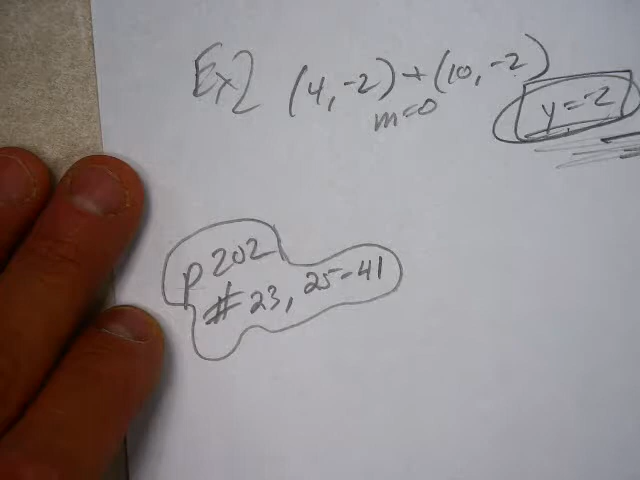 Ex2 (4, -2) + (10, -2)
m=0
y=-2
p 202
# 23, 25-41